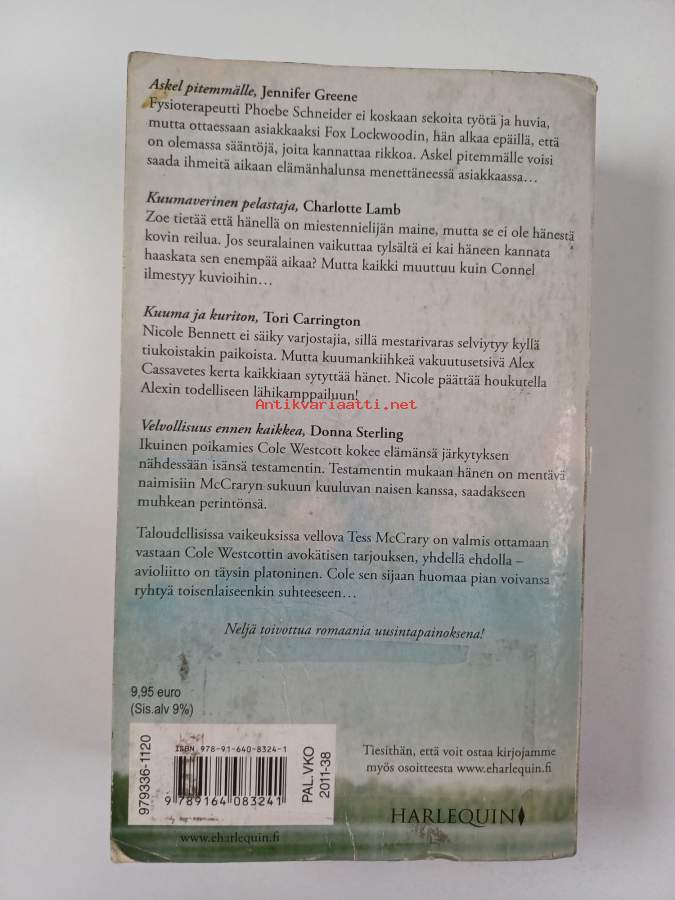 Askel pitemmälle, Jennifer Greene
Fysioterapeutti Phoebe Schneider ei koskaan sekoita työtä ja huvia,
mutta ottaessaan asiakkaaksi Fox Lockwoodin, hän alkaa epäillä, että
on olemassa sääntöjä, joita kannattaa rikkoa. Askel pitemmälle voisi
saada ihmeitä aikaan elämänhalunsa menettäneessä asiakkaassa…
Kuumaverinen pelastaja, Charlotte Lamb
Zoe tietää että hänellä on miestennielijän maine, mutta se ei ole hänestä
kovin reilua. Jos seuralainen vaikuttaa tylsältä ei kai häneen kannata
haaskata sen enempää aikaa? Mutta kaikki muuttuu kuin Connel
ilmestyy kuvioihin…
Kuuma ja kuriton, Tori Carrington
Nicole Bennett ei säiky varjostajia, sillä mestarivaras selviytyy kyllä
tiukoistakin paikoista. Mutta kuumankiihkeä vakuutusetsivä Alex
Cassavetes kerta kaikkiaan sytyttää hänet. Nicole päättää houkutella
Alexin todelliseen lähikamppailuun!
Antikvariaatti.net
Velvollisuus ennen kaikkea, Donna Sterling
Ikuinen poikamies Cole Westcott kokee elämänsä järkytyksen
nähdessään isänsä testamentin. Testamentin mukaan hänen on mentävä
naimisiin McCraryn sukuun kuuluvan naisen kanssa, saadakseen
muhkean perintönsä.
Taloudellisissa vaikeuksissa vellova Tess McCrary on valmis ottamaan
vastaan Cole Westcottin avokätisen tarjouksen, yhdellä ehdolla –
avioliitto on täysin platoninen. Cole sen sijaan huomaa pian voivansa
ryhtyä toisenlaiseenkin suhteeseen…
Neljä toivottua romaania uusintapainoksena!
9,95 euro
(Sis.alv 9%)
979336-1120
ISBN 978-91-640-8324-1
9 789164 083241
PAL.VKO
2011-38
www.eharlequin.fi
Tiesithän, että voit ostaa kirjojamme
myös osoitteesta www.eharlequin.fi
HARLEQUIN